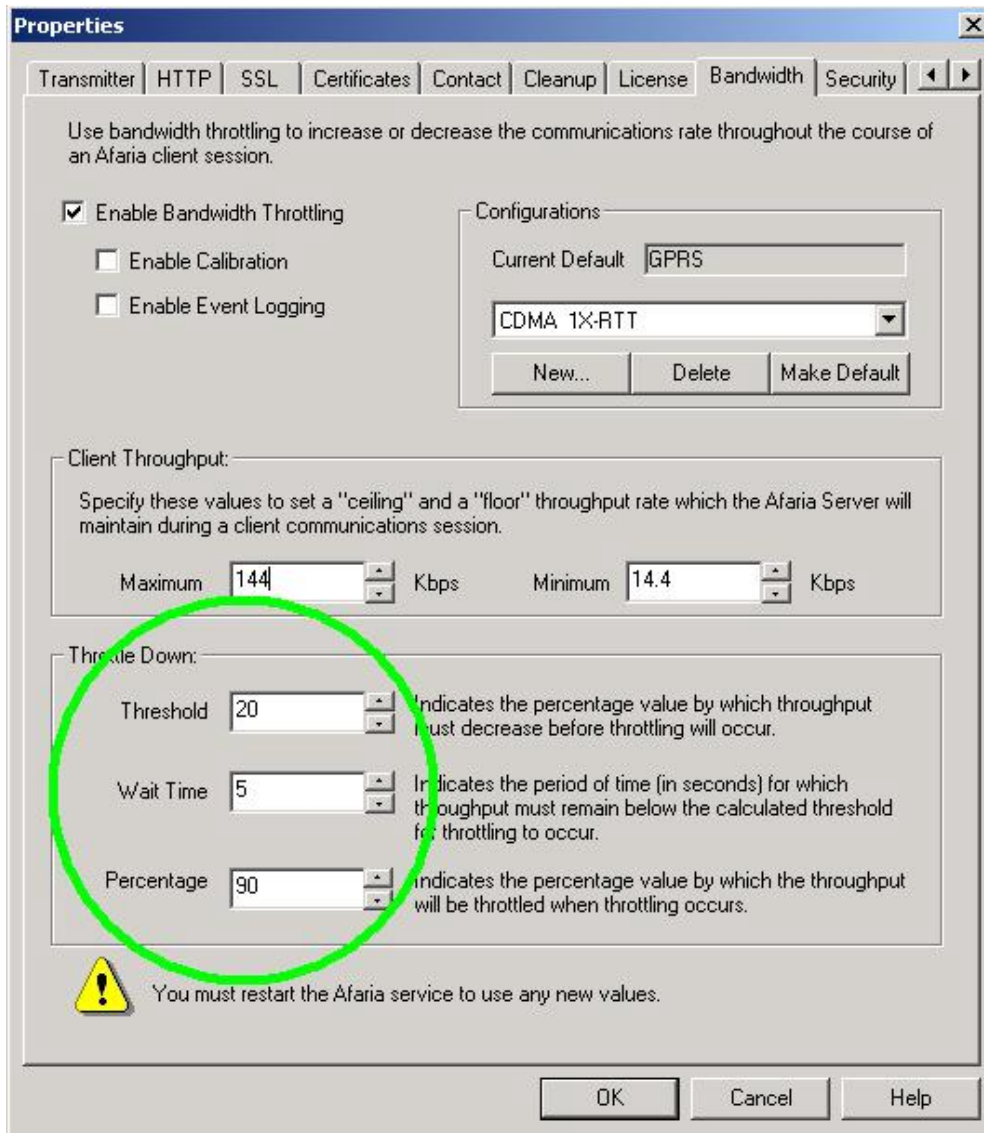 Properties
Transmitter HTTP SSL Certificates Contact Cleanup License Bandwidth Security
Use bandwidth throttling to increase or decrease the communications rate throughout the course of
an Afaria client session.
Enable Bandwidth Throttling
Enable Calibration
Enable Event Logging
Configurations
Current Default GPRS
CDMA 1X-RTT
New... Delete Make Default
Client Throughput:
Specify these values to set a "ceiling" and a "floor" throughput rate which the Afaria Server will
maintain during a client communications session.
Maximum 144 Kbps Minimum 14.4 Kbps
Throttle Down:
Threshold 20 Indicates the percentage value by which throughput
must decrease before throttling will occur.
Wait Time 5 Indicates the period of time (in seconds) for which
throughput must remain below the calculated threshold
for throttling to occur.
Percentage 90 Indicates the percentage value by which the throughput
will be throttled when throttling occurs.
You must restart the Afaria service to use any new values.
OK Cancel Help